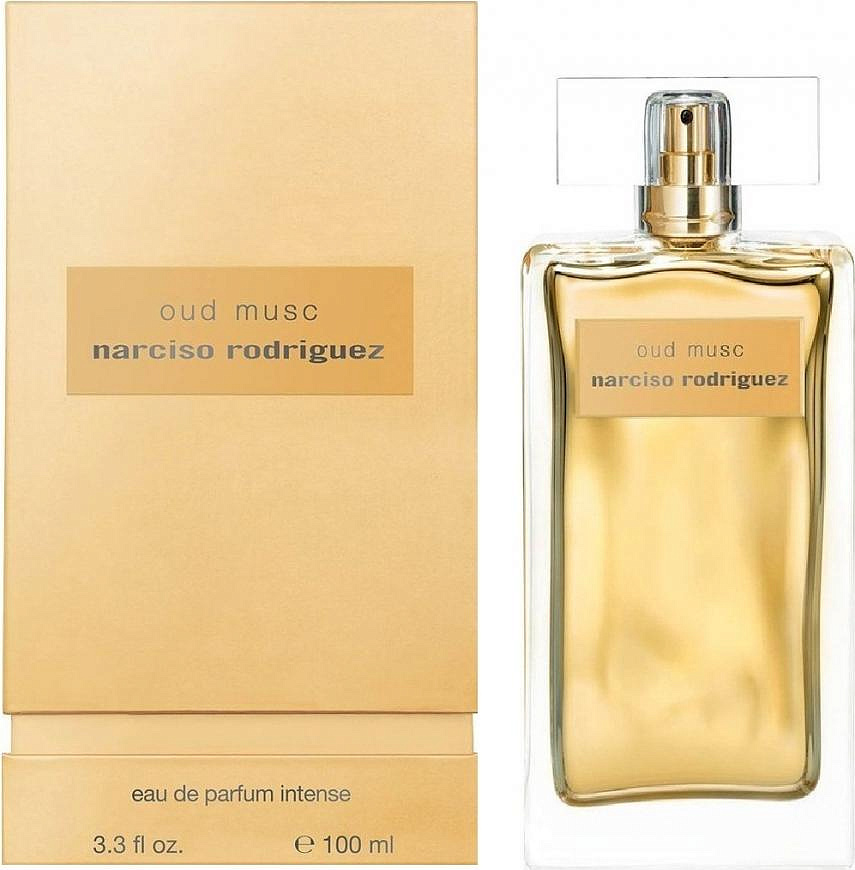 oud musc
narciso rodriguez
eau de parfum intense
3.3 fl oz. ℮ 100 ml
oud musc
narciso rodriguez